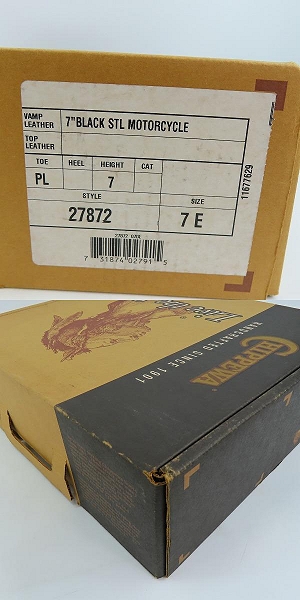 VAMP LEATHER 7"BLACK STL MOTORCYCLE
TOP LEATHER
TOE HEEL HEIGHT CAT
PL 7
STYLE SIZE
27872 7 E
11677629
7 31874 02791 5
CHIPPEWA
HANDCRAFTED SINCE 1901